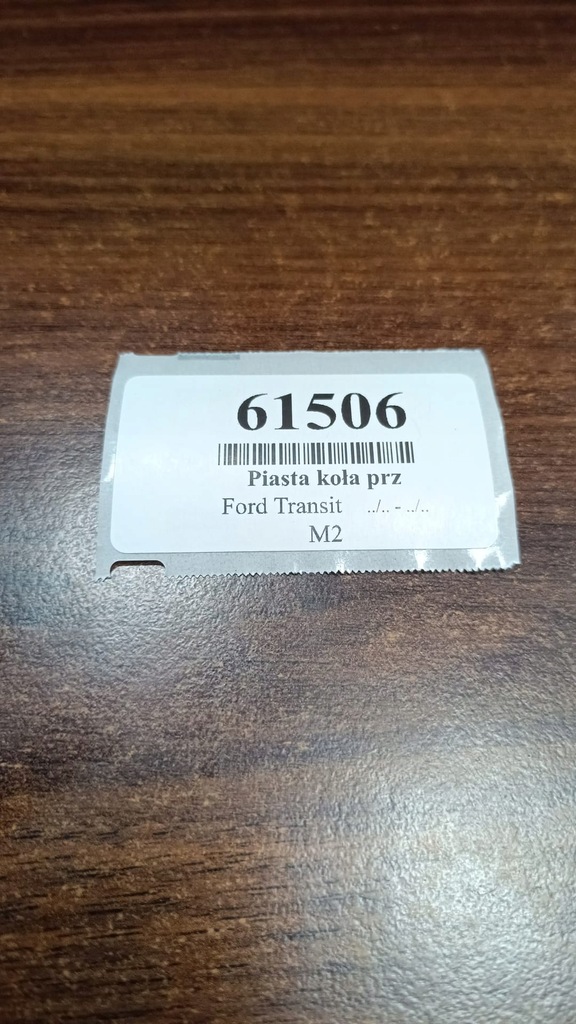 61506
Piasta koła prz
Ford Transit ../.. - ../..
M2